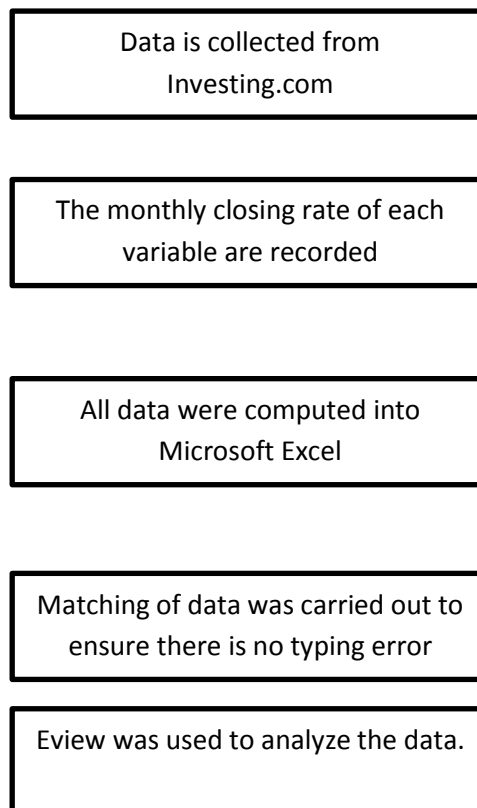 Data is collected from
Investing.com
The monthly closing rate of each
variable are recorded
All data were computed into
Microsoft Excel
Matching of data was carried out to
ensure there is no typing error
Eview was used to analyze the data.